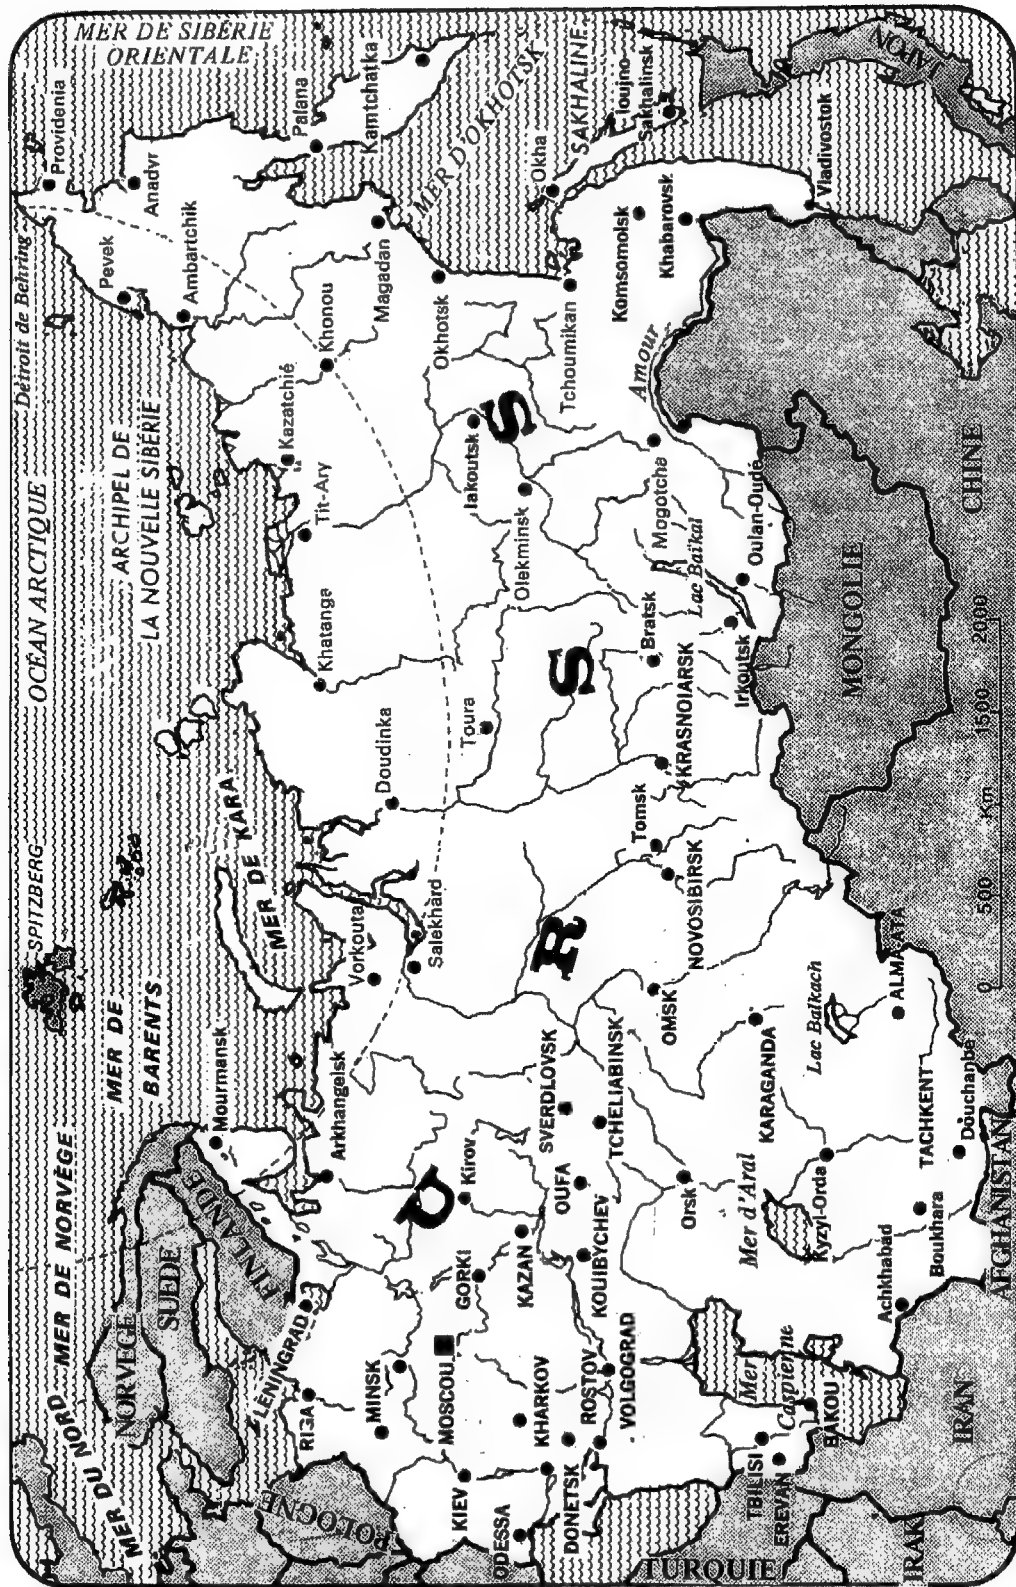 MER DE SIBÉRIE
ORIENTALE
Détroit de Behring
Providenia
Anadyr
Pevek
Ambartchik
Palana
Kamtchatka
MER D'OKHOTSK
SAKHALINE
Okha
Sakhalinsk
JAPON
Vladivostok
Magadan
Okhotsk
Khonou
Kazatchié
Tit-Ary
Tchoumikan
Komsomolsk
Khabarovsk
Amour
OCÉAN ARCTIQUE
ARCHIPEL DE
LA NOUVELLE SIBÉRIE
Iakoutsk
Olekminsk
Mogotche
Lac Baïkal
Oulan-Oudé
CHINE
MONGOLIE
Khatanga
Doudinka
Toura
Bratsk
Irkoutsk
KRASNOIARSK
Tomsk
NOVOSIBIRSK
SPITZBERG
MER DE KARA
Vorkouta
Salekhard
MER DE
BARENTS
Mourmansk
Arkhangelsk
U R S S
SVERDLOVSK
TCHELIABINSK
OMSK
KARAGANDA
Lac Balkach
ALMA-ATA
0 500 Km 1500 2000
MER DE NORVÈGE
MER DU NORD
NORVÈGE
SUÈDE
FINLANDE
Kirov
OUFA
Orsk
Mer d'Aral
Kyzyl-Orda
TACHKENT
Douchanbe
Boukhara
Achkhabad
AFGHANISTAN
GORKI
KAZAN
KOUIBYCHEV
LENINGRAD
RIGA
MINSK
MOSCOU
KHARKOV
ROSTOV
VOLGOGRAD
Mer
Caspienne
BAKOU
IRAN
POLOGNE
KIEV
ODESSA
DONETSK
TBILISI
EREVAN
TURQUIE
IRAK